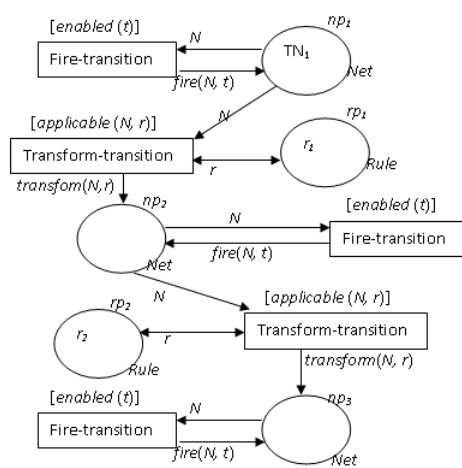 [enabled (t)]
N
np₁
Fire-transition
TN₁
fire(N, t)
Net
[applicable (N, r)]
N
rp₁
Transform-transition
r₁
r
Rule
transfom(N,r)
np₂
N
[enabled (t)]
fire(N, t)
Fire-transition
Net
N
[applicable (N, r)]
rp₂
r₂
r
Transform-transition
Rule
transform(N, r)
[enabled (t)]
N
np₃
Fire-transition
fire(N, t)
Net